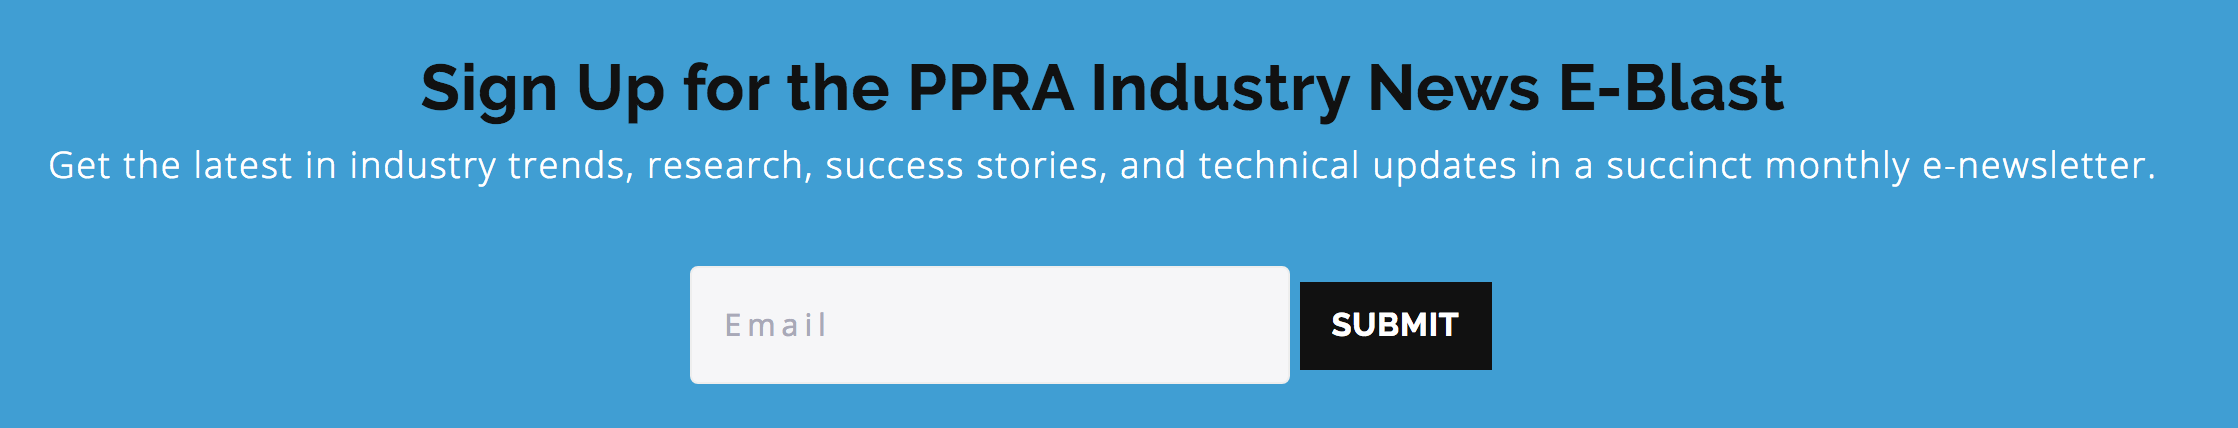 Sign Up for the PPRA Industry News E-Blast
Get the latest in industry trends, research, success stories, and technical updates in a succinct monthly e-newsletter.
Email
SUBMIT